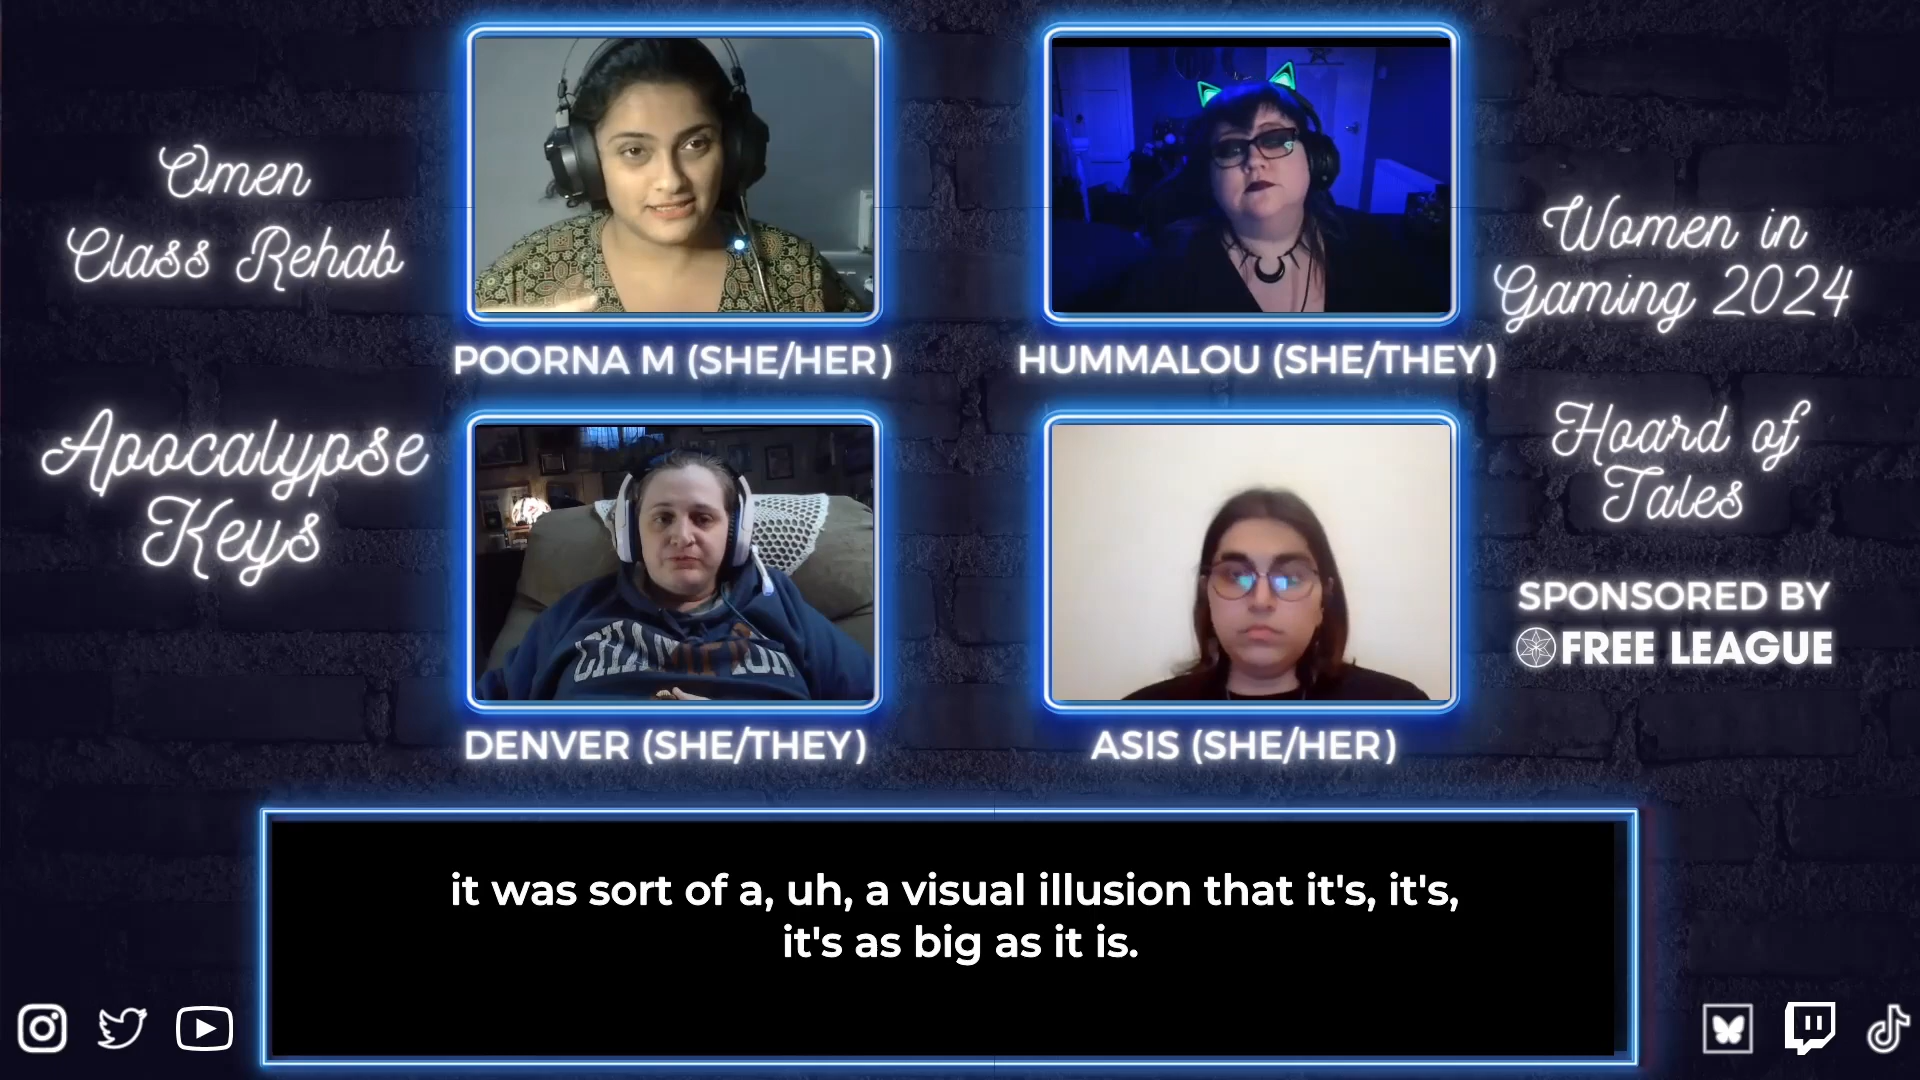 Omen
Class Rehab
Apocalypse
Keys
POORNA M (SHE/HER)
HUMMALOU (SHE/THEY)
CHAMPION
DENVER (SHE/THEY)
ASIS (SHE/HER)
Women in
Gaming 2024
Hoard of
Tales
SPONSORED BY
FREE LEAGUE
it was sort of a, uh, a visual illusion that it's, it's,
it's as big as it is.